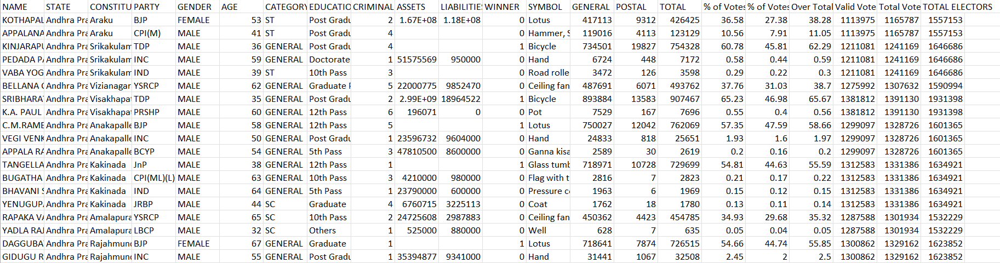 NAME STATE CONSTITU PARTY GENDER AGE CATEGORY EDUCATIO CRIMINAL ASSETS LIABILITIE WINNER SYMBOL GENERAL POSTAL TOTAL % of Votes % of Votes Over Total Valid Vote Total Vote TOTAL ELECTORS
KOTHAPAL Andhra Pra Araku BJP FEMALE 53 ST Post Gradu 2 1.67E+08 1.18E+08 0 Lotus 417113 9312 426425 36.58 27.38 38.28 1113975 1165787 1557153
APPALANA Andhra Pra Araku CPI(M) MALE 41 ST Post Gradu 4 0 Hammer, S 119016 4113 123129 10.56 7.91 11.05 1113975 1165787 1557153
KINJARAPU Andhra Pra Srikakulam TDP MALE 36 GENERAL Post Gradu 4 1 Bicycle 734501 19827 754328 60.78 45.81 62.29 1211081 1241169 1646686
PEDADA PA Andhra Pra Srikakulam INC MALE 59 GENERAL Doctorate 1 51575569 950000 0 Hand 6724 448 7172 0.58 0.44 0.59 1211081 1241169 1646686
VABA YOG Andhra Pra Srikakulam IND MALE 39 ST 10th Pass 3 0 Road rolle 3472 126 3598 0.29 0.22 0.3 1211081 1241169 1646686
BELLANA C Andhra Pra Vizianagar YSRCP MALE 62 GENERAL Graduate P 5 22000775 9852470 0 Ceiling fan 487691 6071 493762 37.76 31.03 38.7 1275992 1307632 1590994
SRIBHARAT Andhra Pra Visakhapat TDP MALE 35 GENERAL Post Gradu 2 2.99E+09 18964522 1 Bicycle 893884 13583 907467 65.23 46.98 65.67 1381812 1391130 1931398
K.A. PAUL Andhra Pra Visakhapat PRSHP MALE 60 GENERAL 12th Pass 6 196071 0 0 Pot 7529 167 7696 0.55 0.4 0.56 1381812 1391130 1931398
C.M.RAME Andhra Pra Anakapalle BJP MALE 58 GENERAL 12th Pass 5 1 Lotus 750027 12042 762069 57.35 47.59 58.66 1299097 1328726 1601365
VEGI VENK Andhra Pra Anakapalle INC MALE 50 GENERAL Post Gradu 1 23596732 9604000 0 Hand 24833 818 25651 1.93 1.6 1.97 1299097 1328726 1601365
APPALA RA Andhra Pra Anakapalle BCYP MALE 54 GENERAL 5th Pass 3 47810500 8600000 0 Ganna kisa 2589 30 2619 0.2 0.16 0.2 1299097 1328726 1601365
TANGELLA Andhra Pra Kakinada JnP MALE 38 GENERAL 12th Pass 1 1 Glass tumb 718971 10728 729699 54.81 44.63 55.59 1312583 1331386 1634921
BUGATHA Andhra Pra Kakinada CPI(ML)(L) MALE 63 GENERAL 10th Pass 3 4210000 980000 0 Flag with t 2816 7 2823 0.21 0.17 0.22 1312583 1331386 1634921
BHAVANI S Andhra Pra Kakinada IND MALE 64 GENERAL 5th Pass 1 23790000 600000 0 Pressure co 1963 6 1969 0.15 0.12 0.15 1312583 1331386 1634921
YENUGUPA Andhra Pra Kakinada JRBP MALE 44 SC Graduate 4 6760715 3225113 0 Coat 1762 18 1780 0.13 0.11 0.14 1312583 1331386 1634921
RAPAKA VA Andhra Pra Amalapura YSRCP MALE 65 SC 10th Pass 2 24725608 2987883 0 Ceiling fan 450362 4423 454785 34.93 29.68 35.32 1287588 1301934 1532229
YADLA RAJ Andhra Pra Amalapura LBCP MALE 32 SC Others 1 525000 880000 0 Well 628 7 635 0.05 0.04 0.05 1287588 1301934 1532229
DAGGUBAT Andhra Pra Rajahmund BJP FEMALE 67 GENERAL Graduate 1 1 Lotus 718641 7874 726515 54.66 44.74 55.85 1300862 1329162 1623852
GIDUGU R Andhra Pra Rajahmund INC MALE 55 GENERAL Post Gradu 1 35394877 9341000 0 Hand 31441 1067 32508 2.45 2 2.5 1300862 1329162 1623852